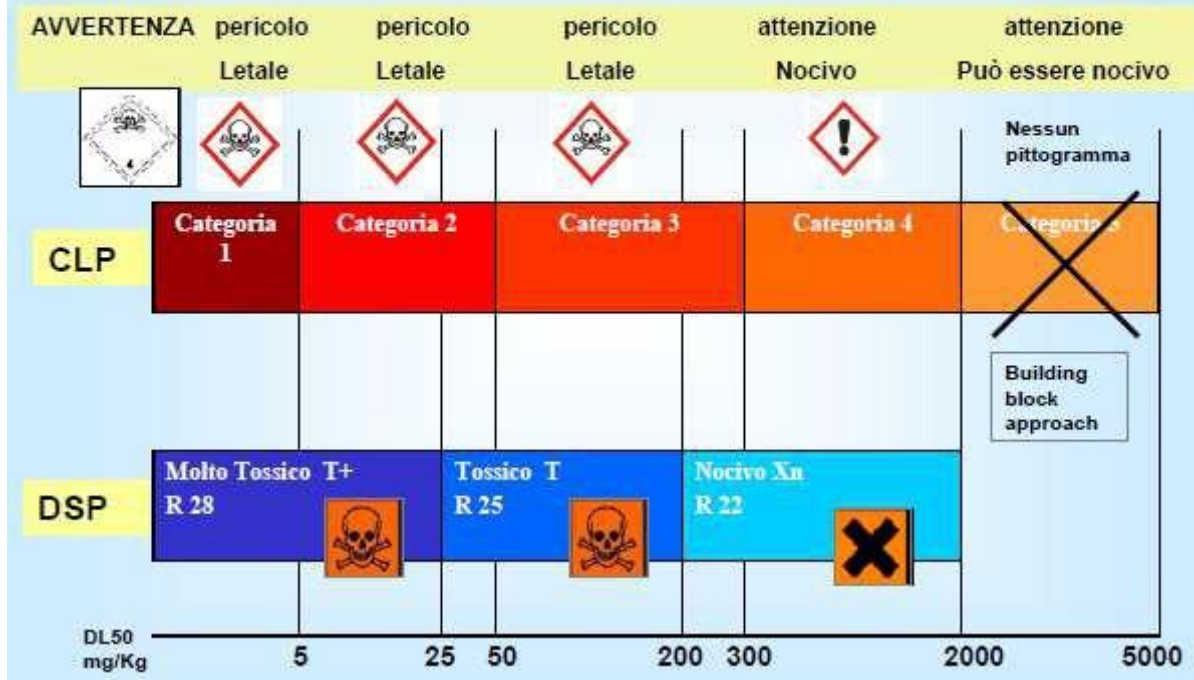 AVVERTENZA pericolo pericolo pericolo attenzione attenzione
Letale Letale Letale Nocivo Può essere nocivo
Nessun
pittogramma
CLP
Categoria
1
Categoria 2
Categoria 3
Categoria 4
Categoria 5
Building
block
approach
DSP
Molto Tossico T+
R 28
Tossico T
R 25
Nocivo Xn
R 22
DL50
mg/Kg
5 25 50 200 300 2000 5000